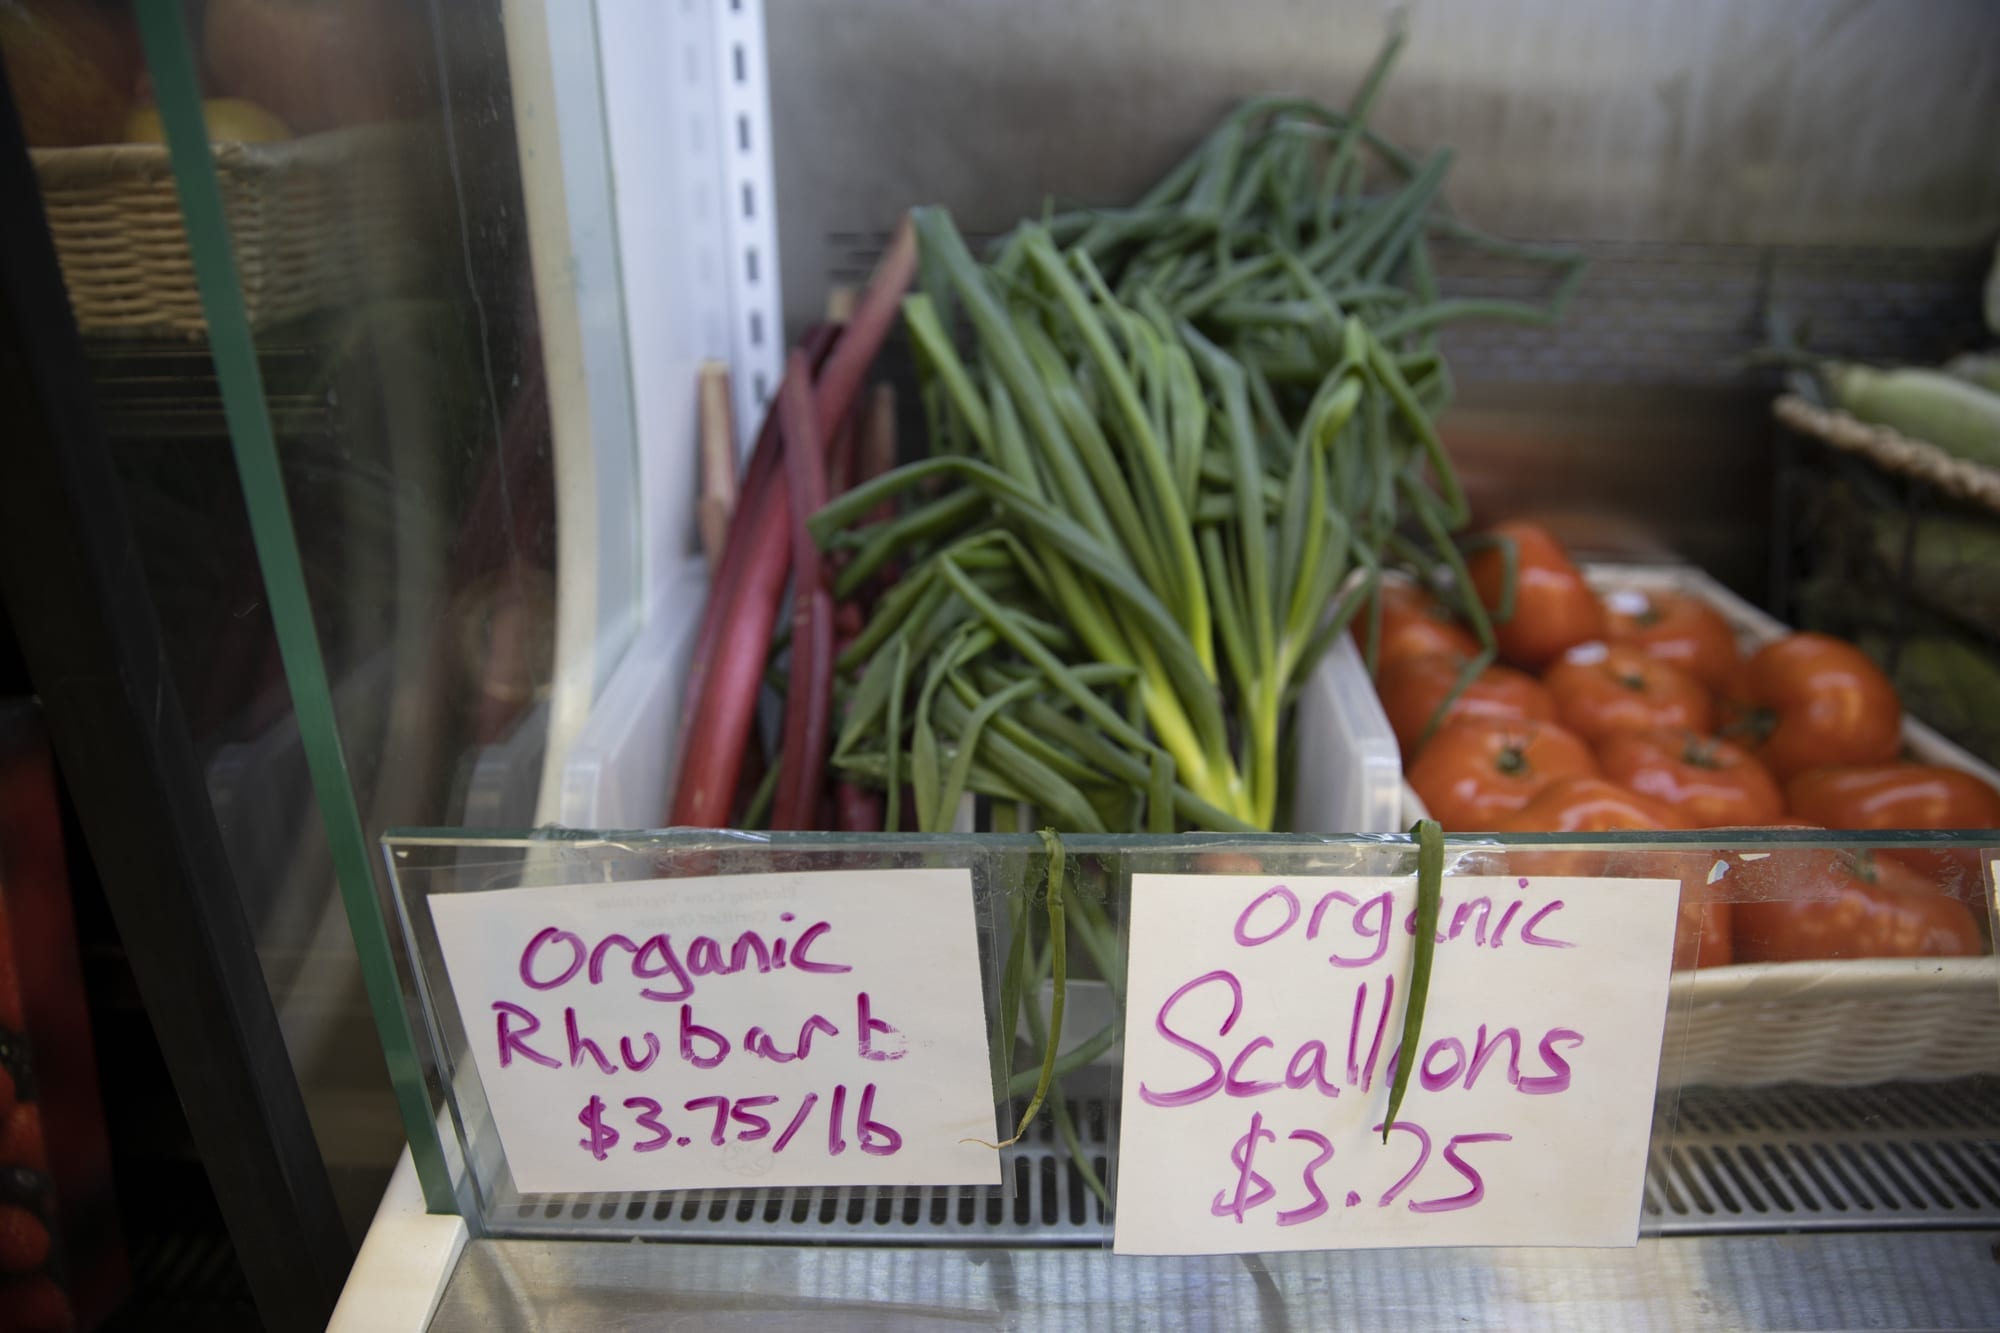 Organic
Rhubarb
$3.75/lb
Organic
Scallions
$3.75